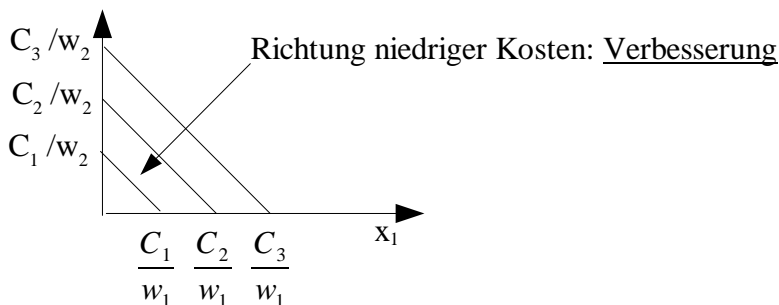 C₃ /w₂
Richtung niedriger Kosten: Verbesserung
C₂ /w₂
C₁ /w₂
x₁
C₁ C₂ C₃
w₁ w₁ w₁